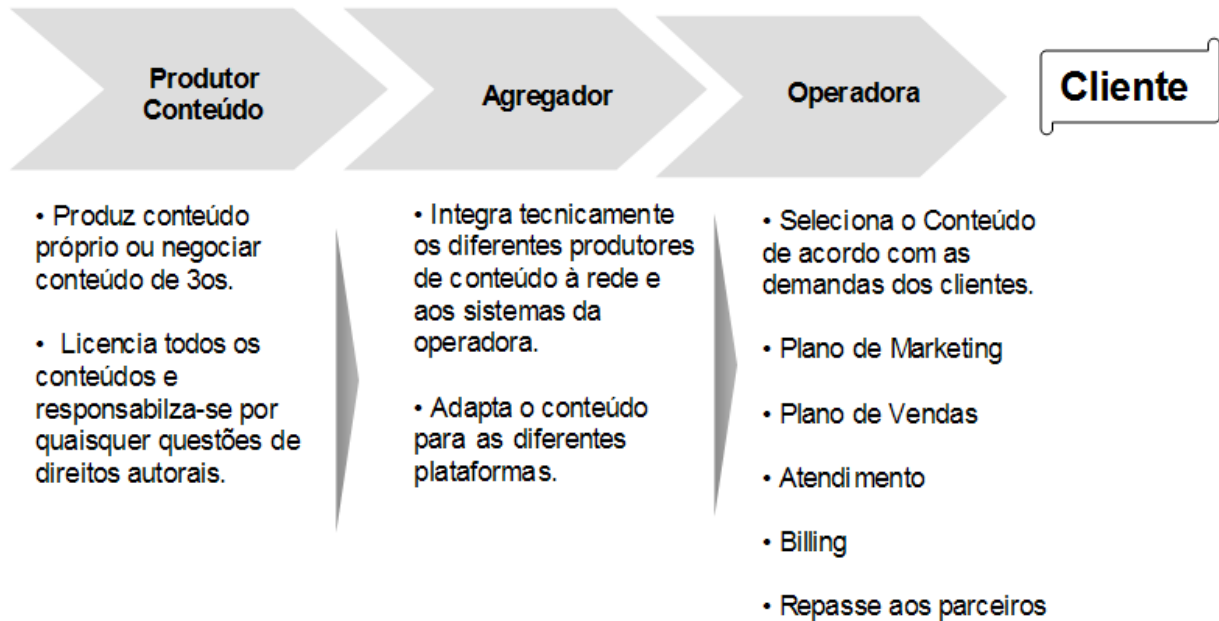 Produtor
Conteúdo
Agregador
Operadora
Cliente
• Produz conteúdo
próprio ou negociar
conteúdo de 3os.
• Licencia todos os
conteúdos e
responsabilza-se por
quaisquer questões de
direitos autorais.
• Integra tecnicamente
os diferentes produtores
de conteúdo à rede e
aos sistemas da
operadora.
• Adapta o conteúdo
para as diferentes
plataformas.
• Seleciona o Conteúdo
de acordo com as
demandas dos clientes.
• Plano de Marketing
• Plano de Vendas
• Atendimento
• Billing
• Repasse aos parceiros